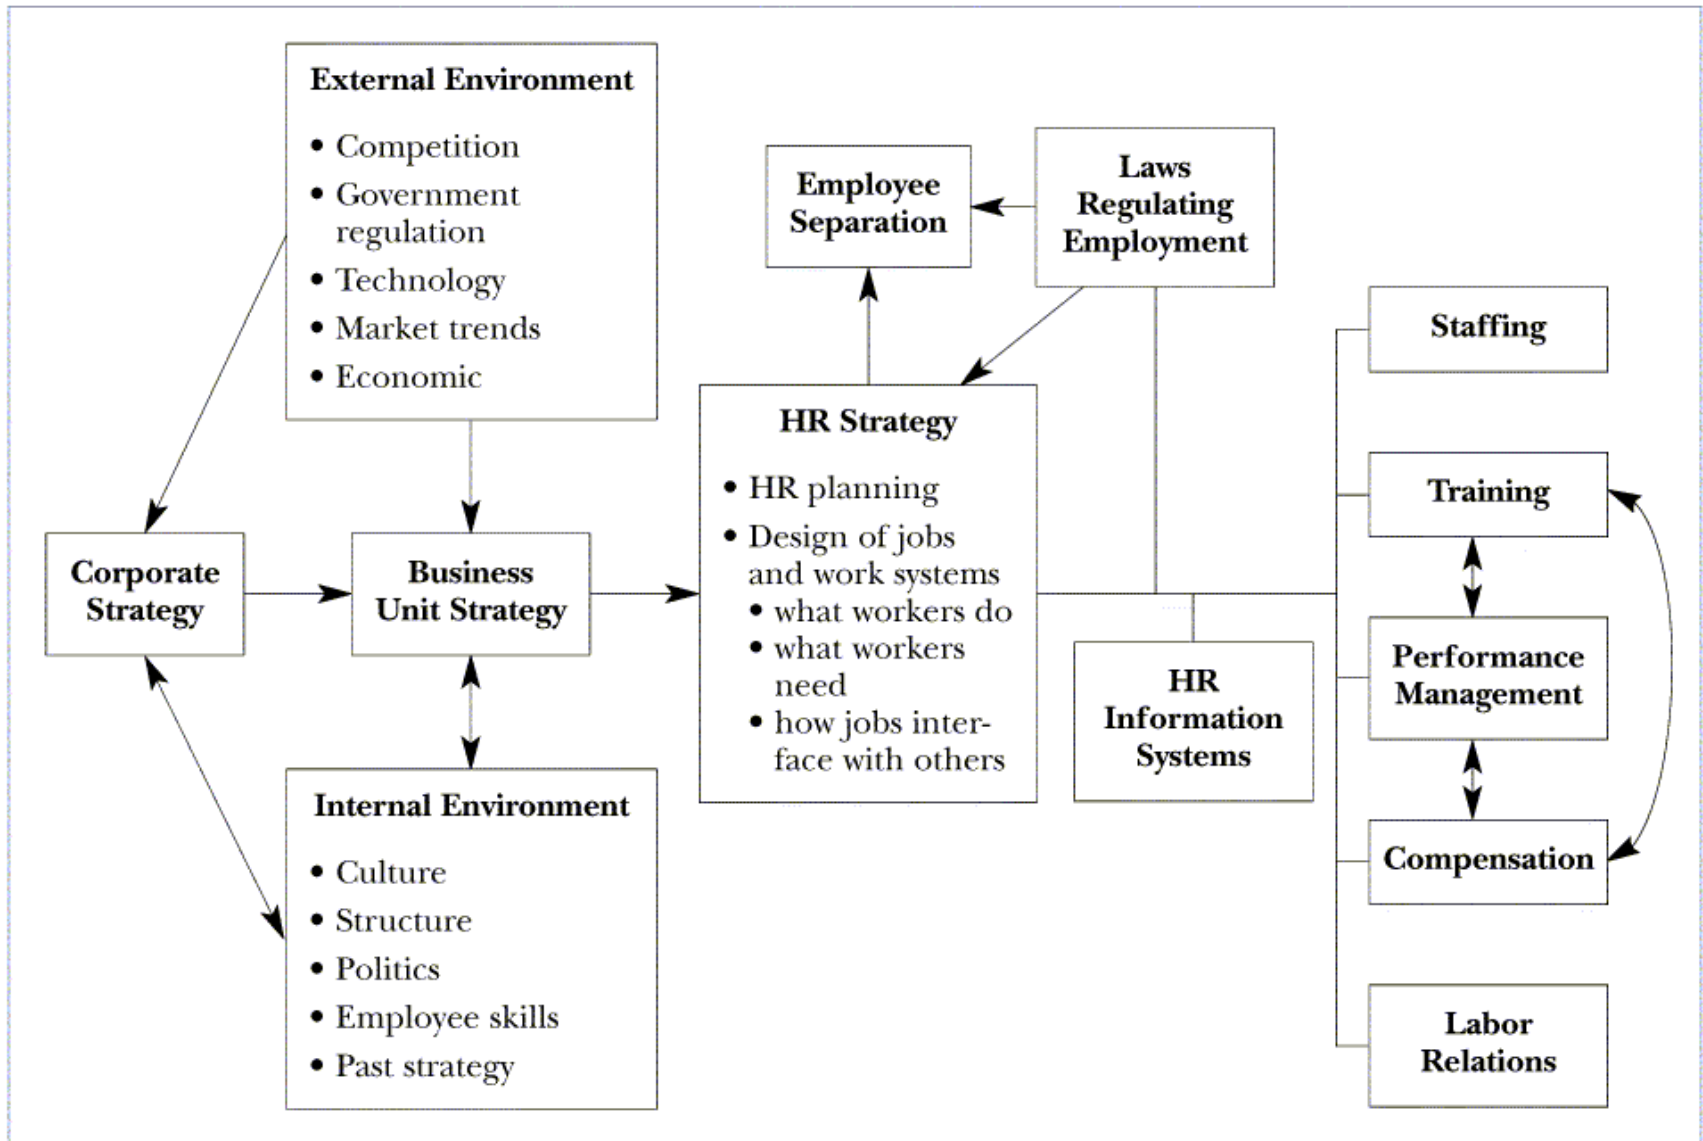 External Environment
• Competition
• Government
regulation
• Technology
• Market trends
• Economic
Corporate
Strategy
Business
Unit Strategy
Internal Environment
• Culture
• Structure
• Politics
• Employee skills
• Past strategy
Employee
Separation
Laws
Regulating
Employment
HR Strategy
• HR planning
• Design of jobs
and work systems
• what workers do
• what workers
need
• how jobs inter-
face with others
HR
Information
Systems
Staffing
Training
Performance
Management
Compensation
Labor
Relations